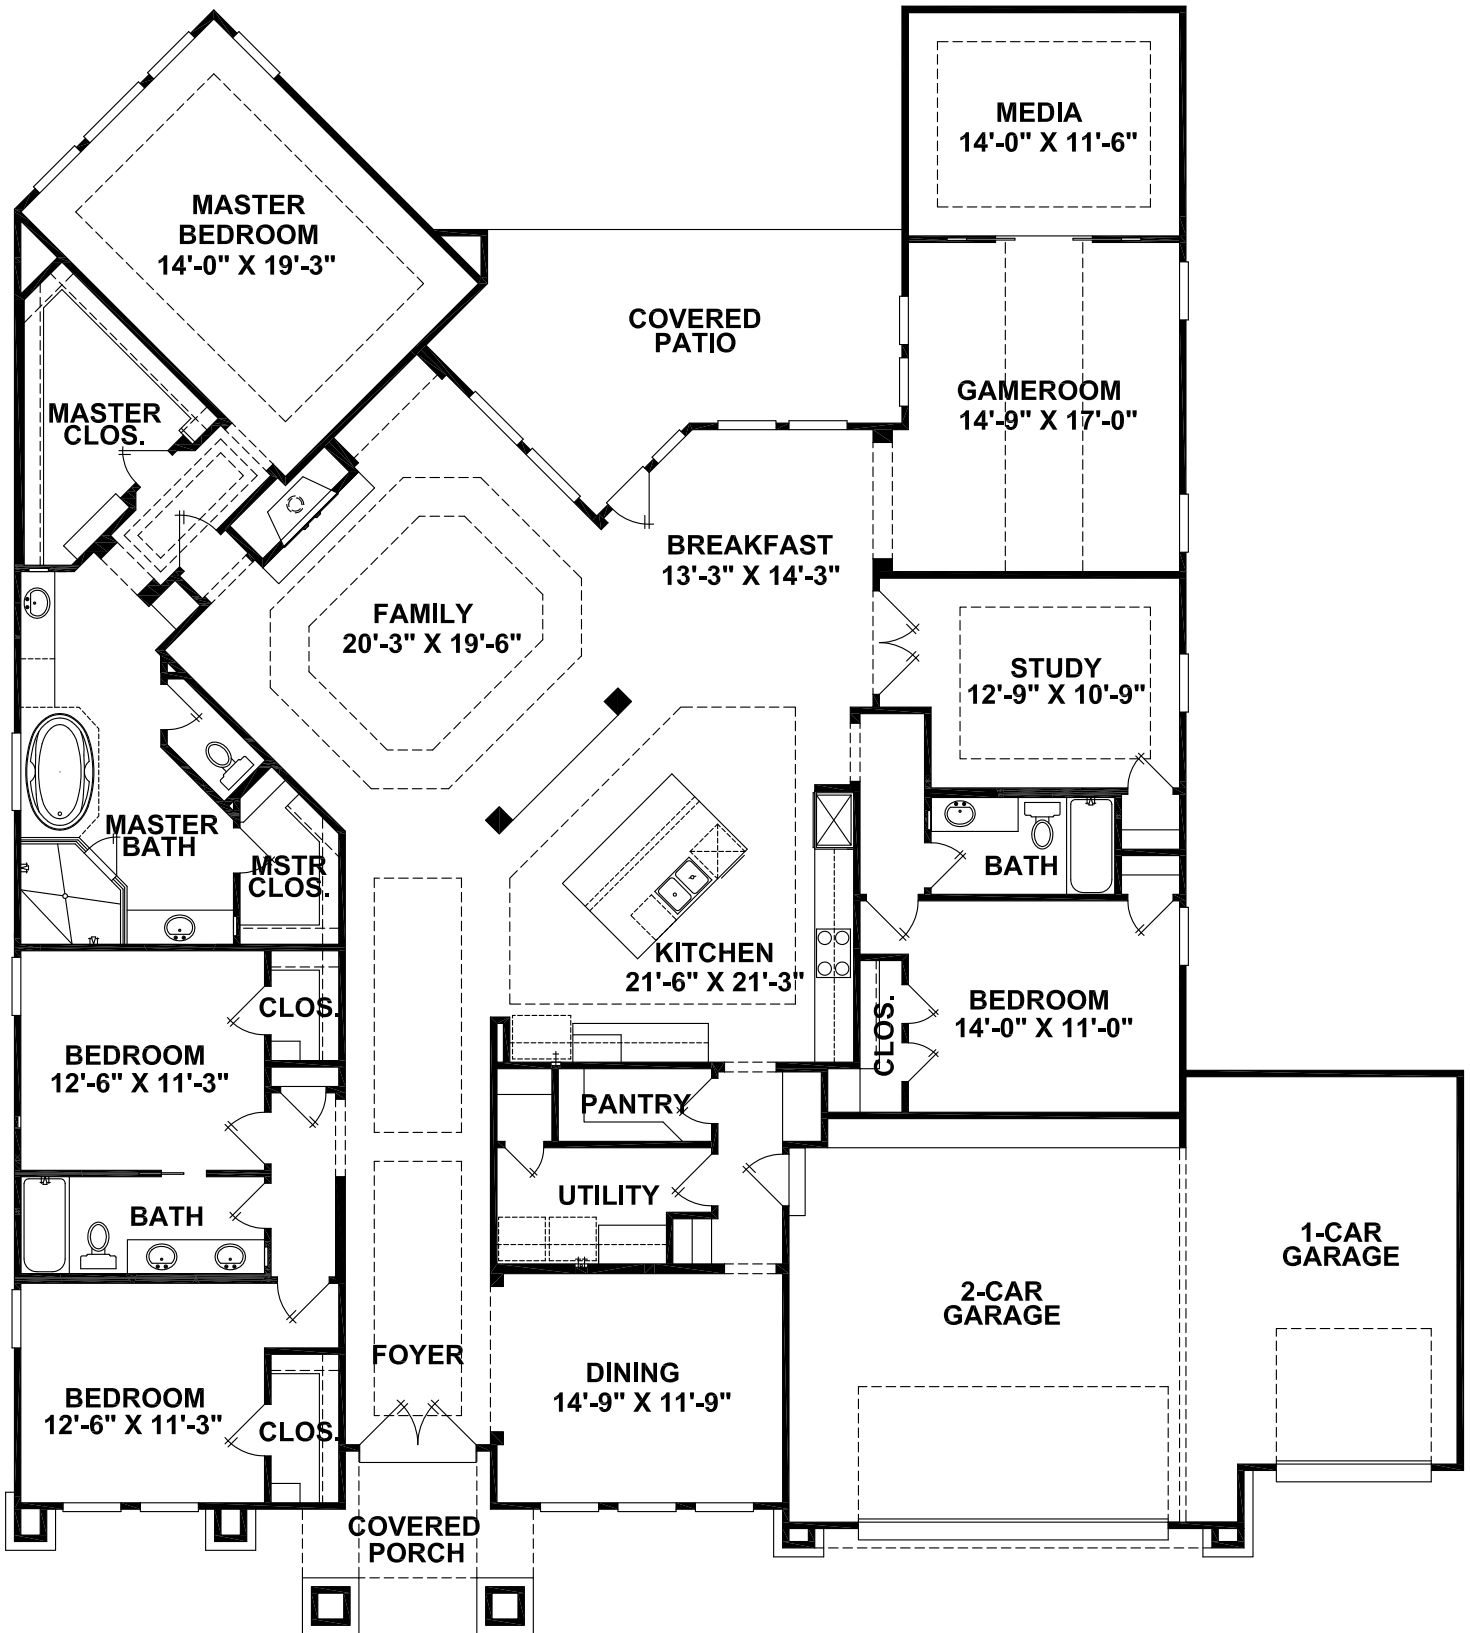 MEDIA
14'-0" X 11'-6"
MASTER
BEDROOM
14'-0" X 19'-3"
COVERED
PATIO
GAMEROOM
14'-9" X 17'-0"
MASTER
CLOS.
BREAKFAST
13'-3" X 14'-3"
FAMILY
20'-3" X 19'-6"
STUDY
12'-9" X 10'-9"
MASTER
BATH
MSTR
CLOS.
BATH
KITCHEN
21'-6" X 21'-3"
CLOS.
BEDROOM
14'-0" X 11'-0"
CLOS.
BEDROOM
12'-6" X 11'-3"
PANTRY
UTILITY
BATH
1-CAR
GARAGE
2-CAR
GARAGE
FOYER
DINING
14'-9" X 11'-9"
BEDROOM
12'-6" X 11'-3"
CLOS.
COVERED
PORCH